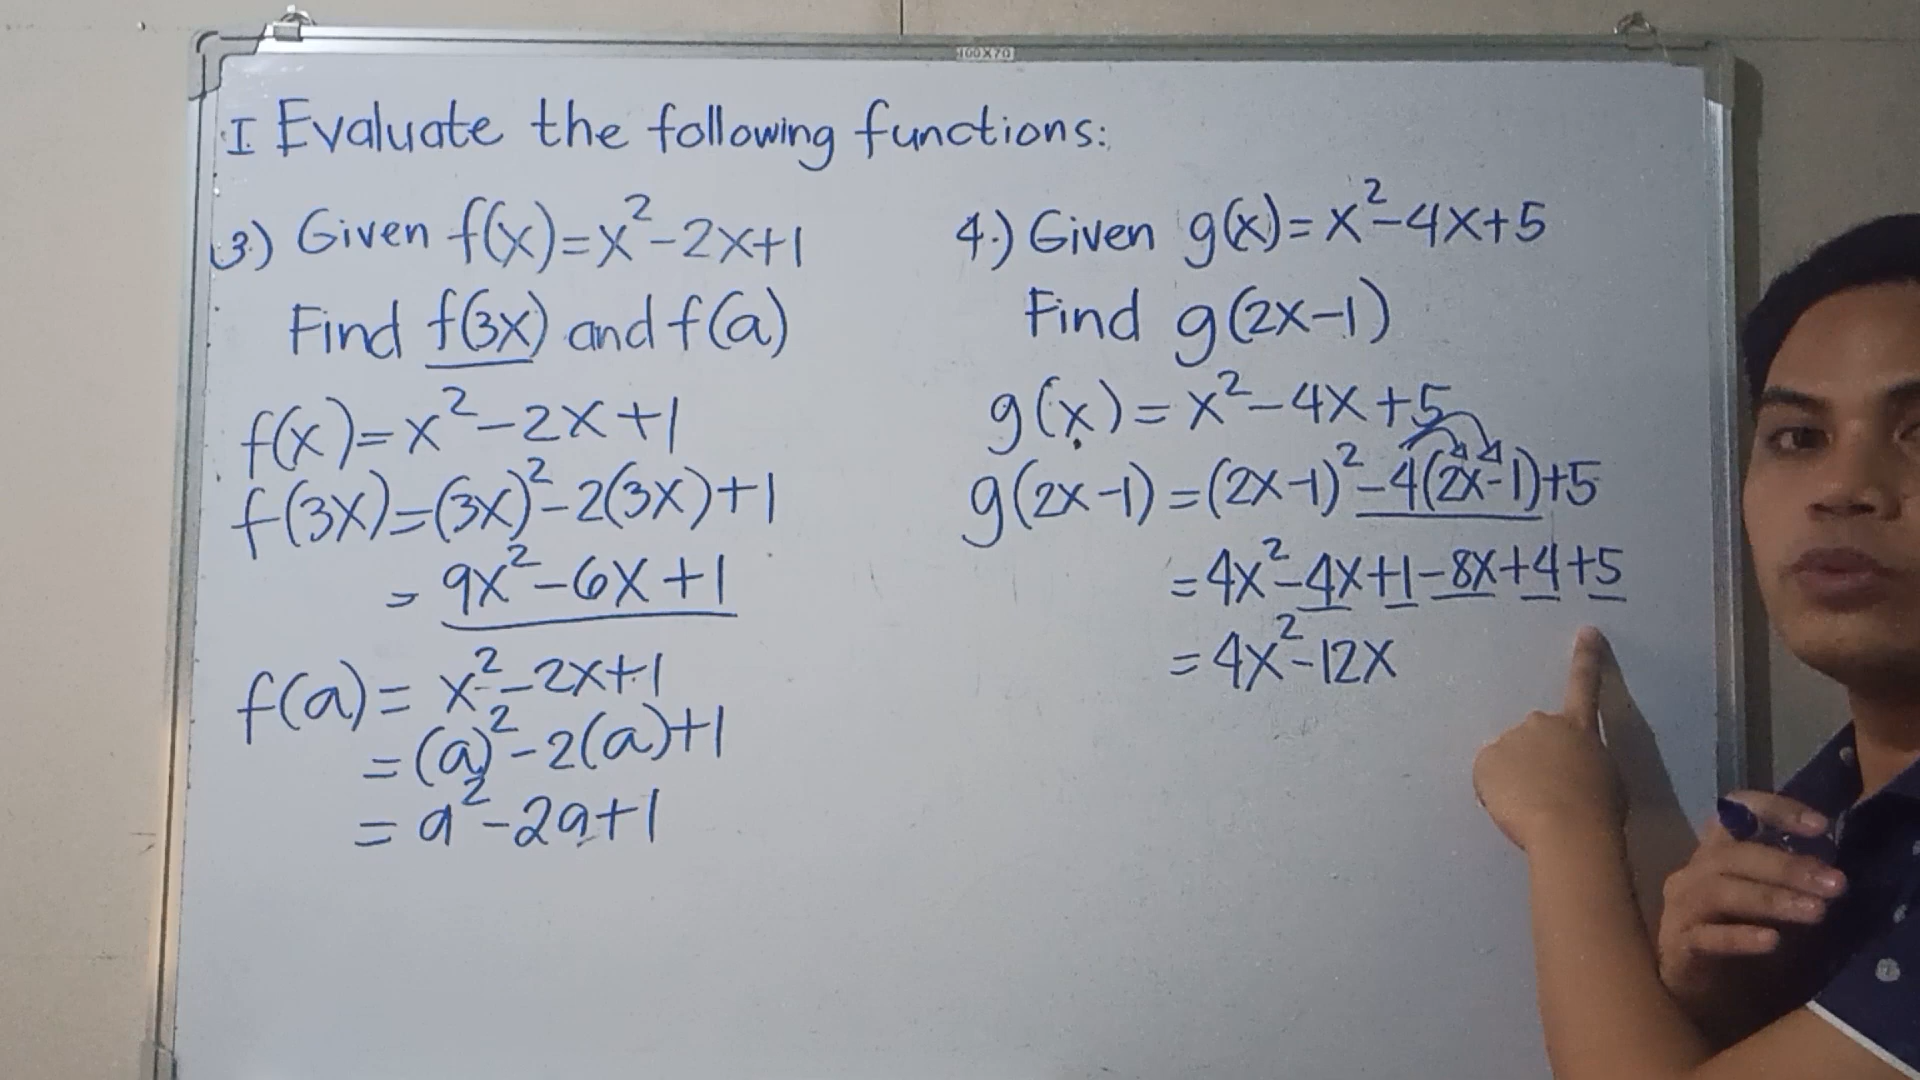 100X70
I Evaluate the following functions:
3.) Given f(x)=x²-2x+1
Find f(3x) and f(a)
f(x)=x²-2x+1
f(3x)=(3x)²-2(3x)+1
= 9x²-6x+1
f(a)= x²-2x+1
= (a)²-2(a)+1
= a²-2a+1
4.) Given g(x)=x²-4x+5
Find g(2x-1)
g(x)=x²-4x+5
g(2x-1)=(2x-1)²-4(2x-1)+5
=4x²-4x+1-8x+4+5
=4x²-12x